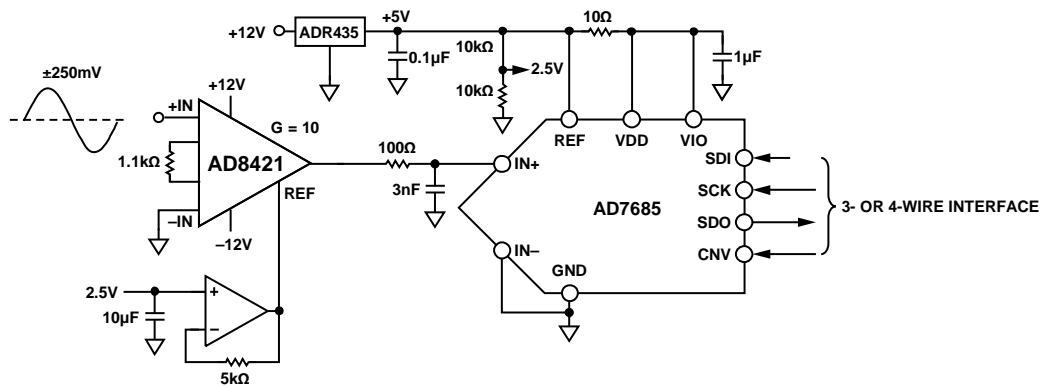 +12V
ADR435
+5V
0.1µF
10kΩ
2.5V
10kΩ
10Ω
1µF
±250mV
+IN
+12V
G = 10
1.1kΩ
AD8421
REF
–IN
–12V
100Ω
3nF
IN+
REF
VDD
VIO
SDI
SCK
AD7685
SDO
CNV
3- OR 4-WIRE INTERFACE
IN–
GND
2.5V
10µF
+
–
5kΩ